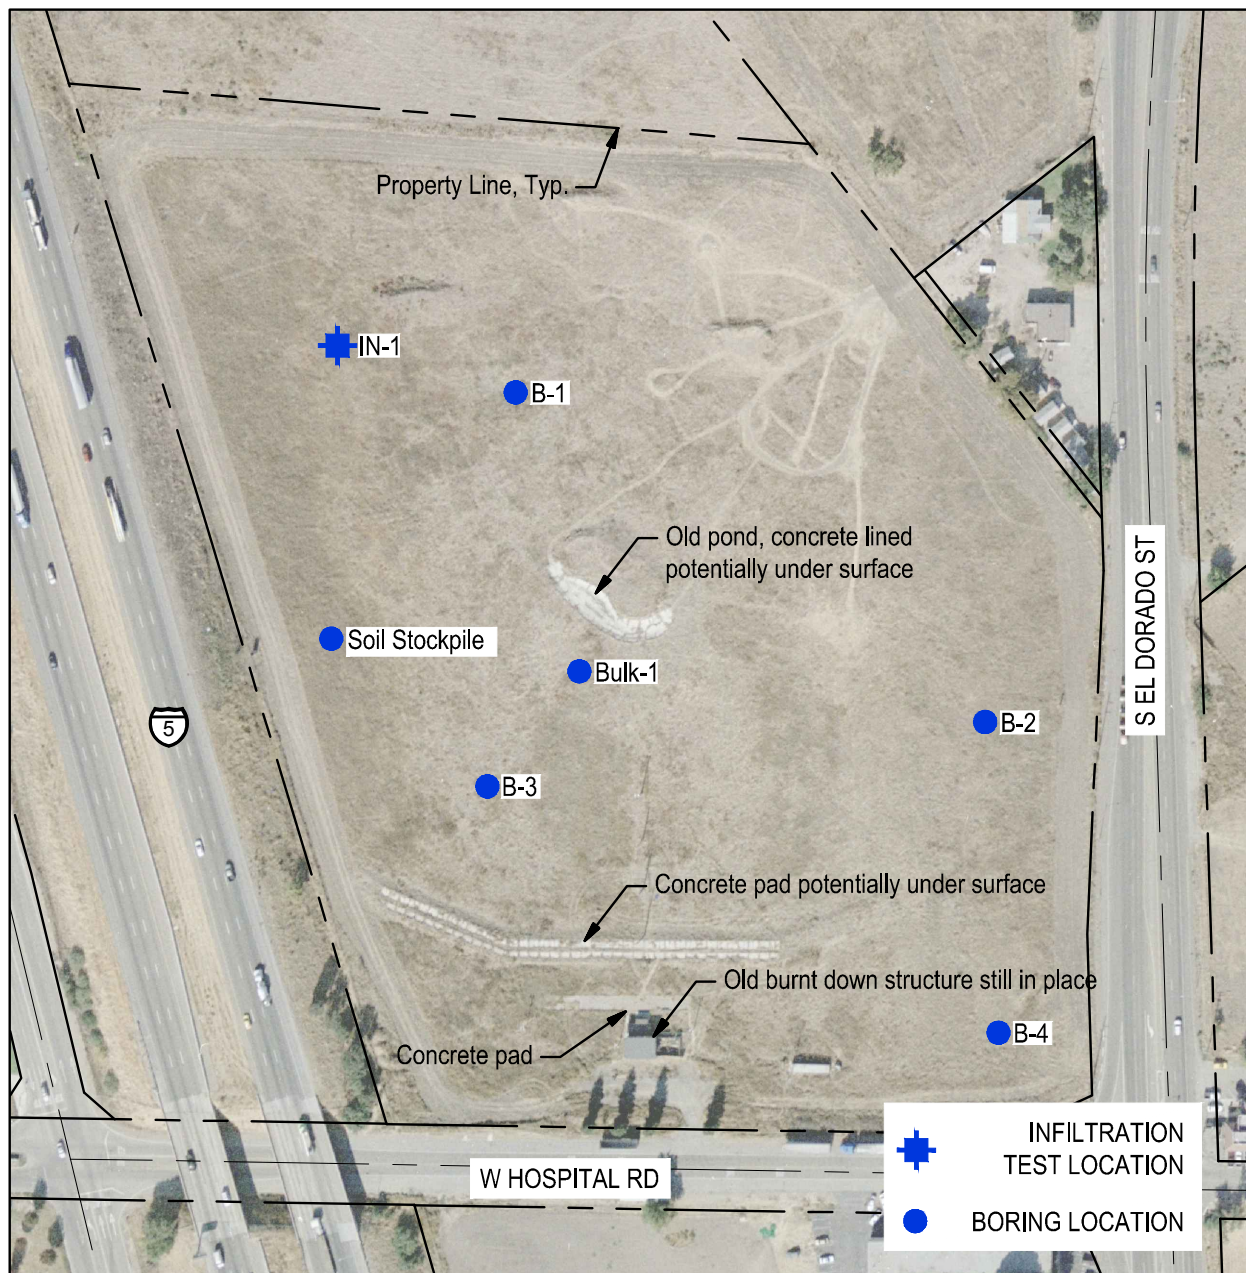 Property Line, Typ.
IN-1
B-1
Old pond, concrete lined
potentially under surface
S EL DORADO ST
Soil Stockpile
Bulk-1
5
B-2
B-3
Concrete pad potentially under surface
Old burnt down structure still in place
B-4
Concrete pad
INFILTRATION
TEST LOCATION
W HOSPITAL RD
BORING LOCATION